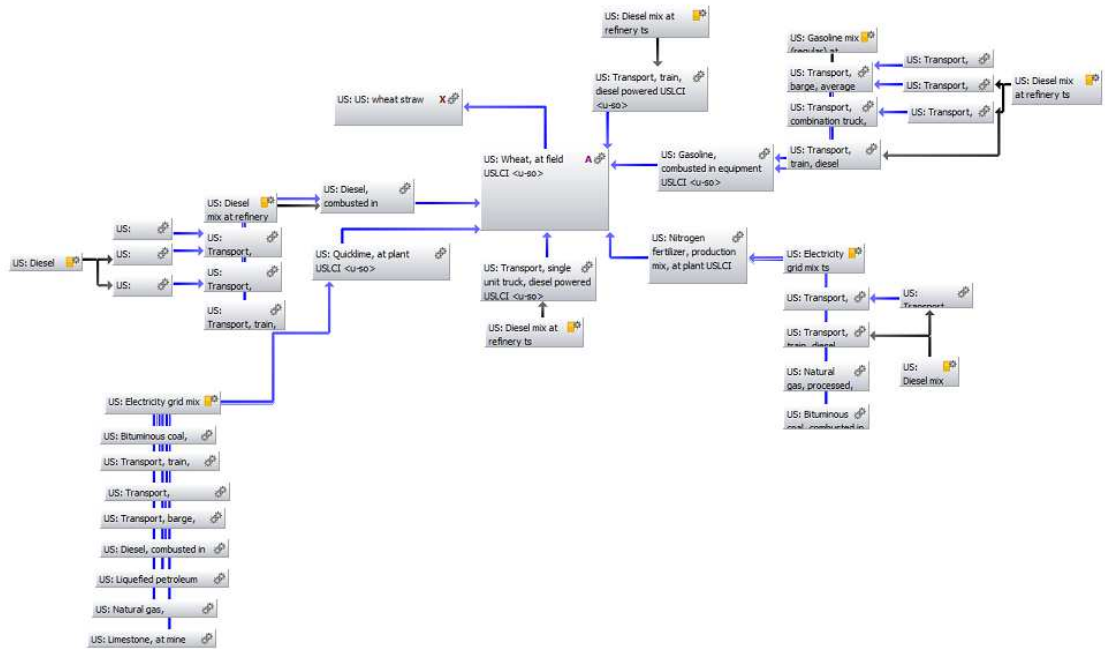 US: Diesel mix at
refinery ts
US: Gasoline mix
(regular) at
US: Transport, train,
diesel powered USLCI
<u-so>
US: Transport,
barge, average
US: Transport,
US: Transport,
US: Diesel mix
at refinery ts
US: US: wheat straw X
US: Transport,
combination truck,
US: Transport,
US: Wheat, at field A
USLCI <u-so>
US: Gasoline,
combusted in equipment
USLCI <u-so>
US: Transport,
train, diesel
US: Diesel
mix at refinery
US: Diesel,
combusted in
US:
US:
US:
US: Diesel
US: Transport,
US: Transport,
US:
Transport, train,
US: Quicklime, at plant
USLCI <u-so>
US: Transport, single
unit truck, diesel powered
USLCI <u-so>
US: Diesel mix at
refinery ts
US: Nitrogen
fertilizer, production
mix, at plant USLCI
US: Electricity
grid mix ts
US: Transport,
US: Transport,
US: Transport,
train, diesel
US:
Diesel mix
US: Natural
gas, processed,
US: Bituminous
coal, combusted in
US: Electricity grid mix
US: Bituminous coal,
US: Transport, train,
US: Transport,
US: Transport, barge,
US: Diesel, combusted in
US: Liquefied petroleum
US: Natural gas,
US: Limestone, at mine